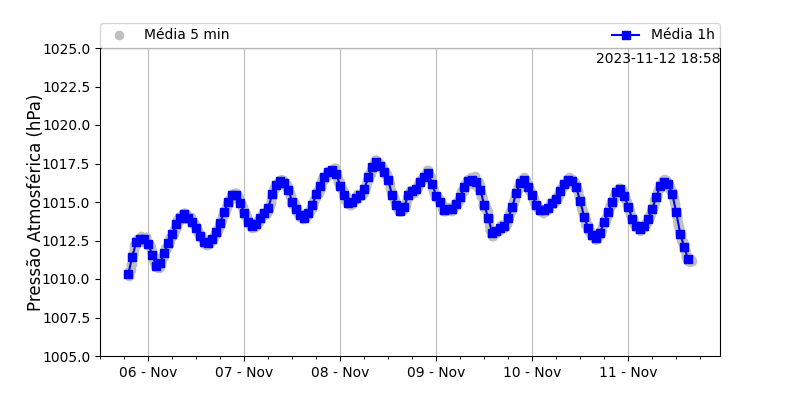 Média 5 min
Média 1h
2023-11-12 18:58
Pressão Atmosférica (hPa)
1025.0
1022.5
1020.0
1017.5
1015.0
1012.5
1010.0
1007.5
1005.0
06 - Nov
07 - Nov
08 - Nov
09 - Nov
10 - Nov
11 - Nov